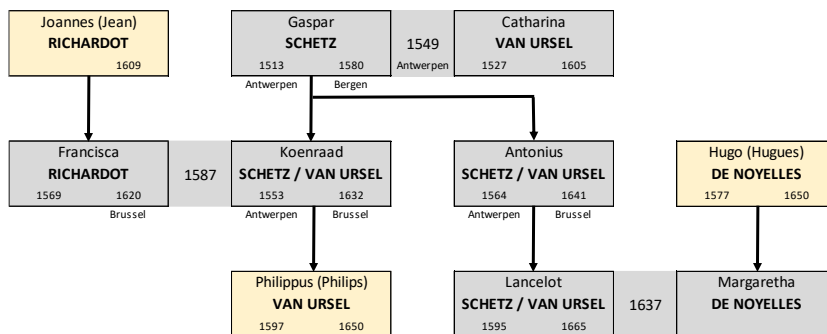 Joannes (Jean)
RICHARDOT
1609
Gaspar
SCHETZ
1513 1580
Antwerpen Bergen
1549
Antwerpen
Catharina
VAN URSEL
1527 1605
Francisca
RICHARDOT
1569 1620
Brussel
1587
Koenraad
SCHETZ / VAN URSEL
1553 1632
Antwerpen Brussel
Antonius
SCHETZ / VAN URSEL
1564 1641
Antwerpen Brussel
Hugo (Hugues)
DE NOYELLES
1577 1650
Philippus (Philips)
VAN URSEL
1597 1650
Lancelot
SCHETZ / VAN URSEL
1595 1665
1637
Margaretha
DE NOYELLES